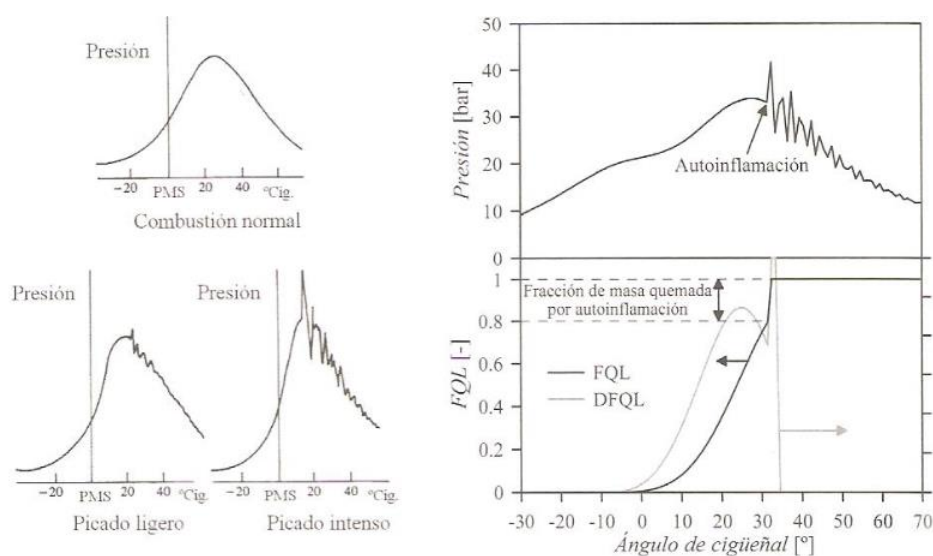 Presión
-20 PMS 20 40 ºCig.
Combustión normal
Presión
-20 PMS 20 40 ºCig.
Picado ligero
Presión
-20 PMS 20 40 ºCig.
Picado intenso
50
40
30
20
10
0
Presión [bar]
Autoinflamación
1
0.8
0.6
0.4
0.2
0
FQL [-]
Fracción de masa quemada
por autoinflamación
FQL
DFQL
-30 -20 -10 0 10 20 30 40 50 60 70
Ángulo de cigüeñal [º]